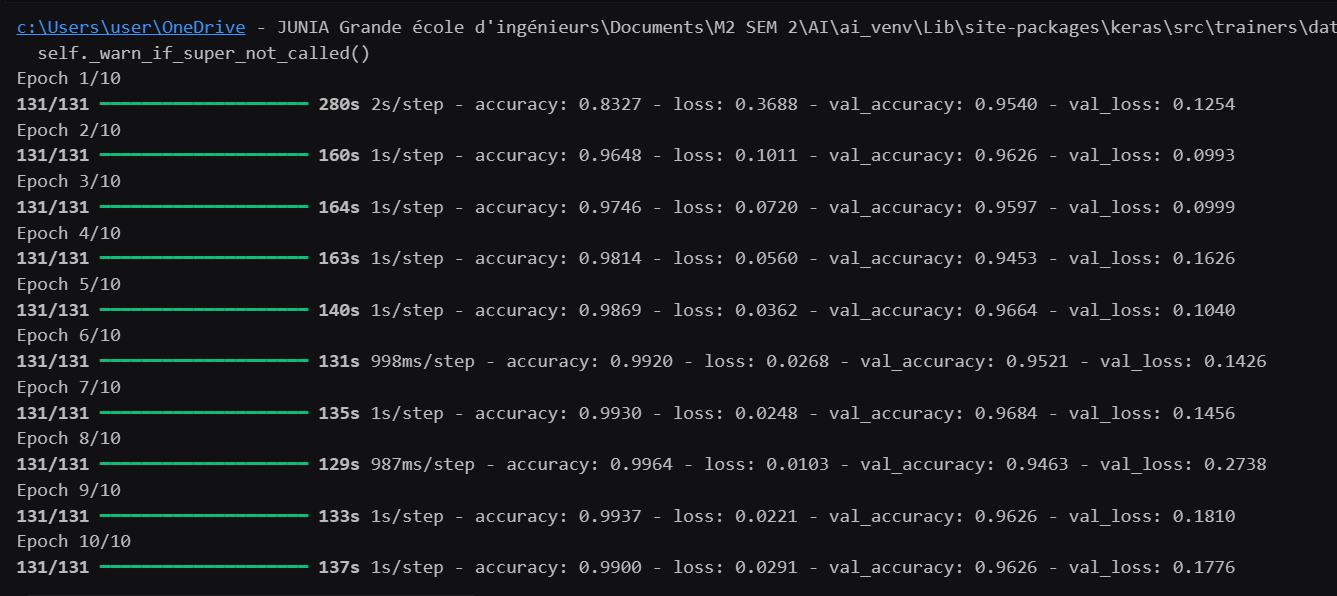 c:\Users\user\OneDrive - JUNIA Grande école d'ingénieurs\Documents\M2 SEM 2\AI\ai_venv\Lib\site-packages\keras\src\trainers\dat
self._warn_if_super_not_called()
Epoch 1/10
131/131 280s 2s/step - accuracy: 0.8327 - loss: 0.3688 - val_accuracy: 0.9540 - val_loss: 0.1254
Epoch 2/10
131/131 160s 1s/step - accuracy: 0.9648 - loss: 0.1011 - val_accuracy: 0.9626 - val_loss: 0.0993
Epoch 3/10
131/131 164s 1s/step - accuracy: 0.9746 - loss: 0.0720 - val_accuracy: 0.9597 - val_loss: 0.0999
Epoch 4/10
131/131 163s 1s/step - accuracy: 0.9814 - loss: 0.0560 - val_accuracy: 0.9453 - val_loss: 0.1626
Epoch 5/10
131/131 140s 1s/step - accuracy: 0.9869 - loss: 0.0362 - val_accuracy: 0.9664 - val_loss: 0.1040
Epoch 6/10
131/131 131s 998ms/step - accuracy: 0.9920 - loss: 0.0268 - val_accuracy: 0.9521 - val_loss: 0.1426
Epoch 7/10
131/131 135s 1s/step - accuracy: 0.9930 - loss: 0.0248 - val_accuracy: 0.9684 - val_loss: 0.1456
Epoch 8/10
131/131 129s 987ms/step - accuracy: 0.9964 - loss: 0.0103 - val_accuracy: 0.9463 - val_loss: 0.2738
Epoch 9/10
131/131 133s 1s/step - accuracy: 0.9937 - loss: 0.0221 - val_accuracy: 0.9626 - val_loss: 0.1810
Epoch 10/10
131/131 137s 1s/step - accuracy: 0.9900 - loss: 0.0291 - val_accuracy: 0.9626 - val_loss: 0.1776